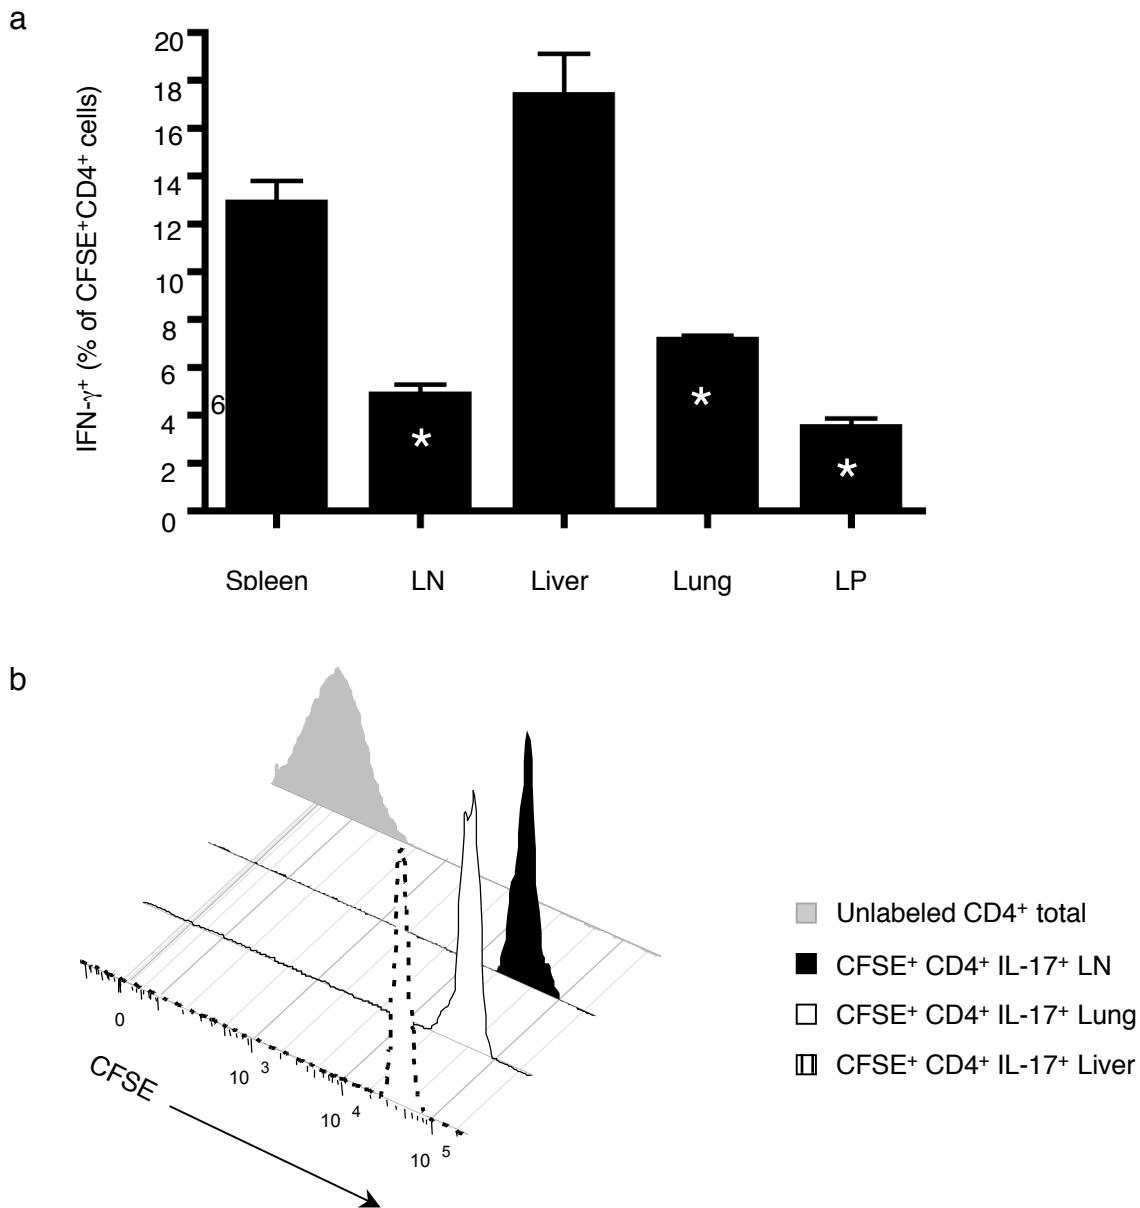 a
IFN-γ⁺ (% of CFSE⁺CD4⁺ cells)
20
18
16
14
12
10
8
6
4
2
0
6
*
*
*
Spleen LN Liver Lung LP
b
0
10 3
10 4
10 5
CFSE
Unlabeled CD4⁺ total
CFSE⁺ CD4⁺ IL-17⁺ LN
CFSE⁺ CD4⁺ IL-17⁺ Lung
CFSE⁺ CD4⁺ IL-17⁺ Liver